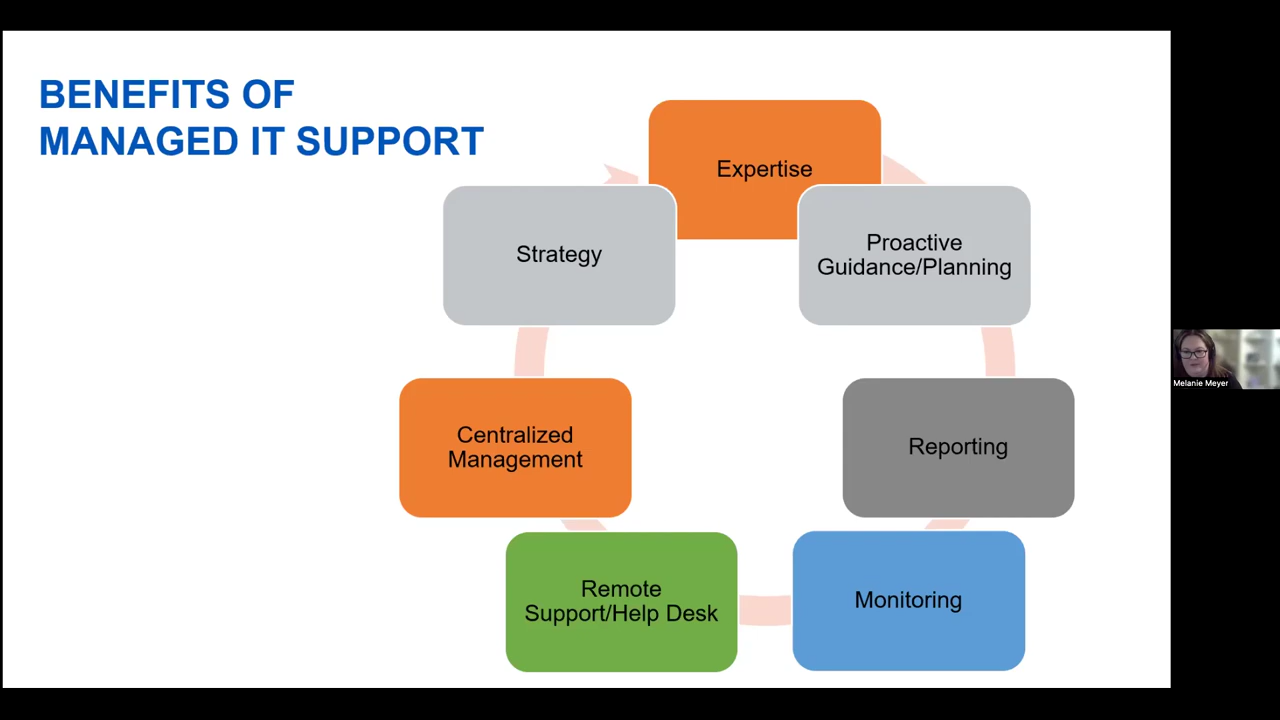 BENEFITS OF
MANAGED IT SUPPORT
Expertise
Proactive
Guidance/Planning
Reporting
Monitoring
Remote
Support/Help Desk
Centralized
Management
Strategy
Melanie Meyer